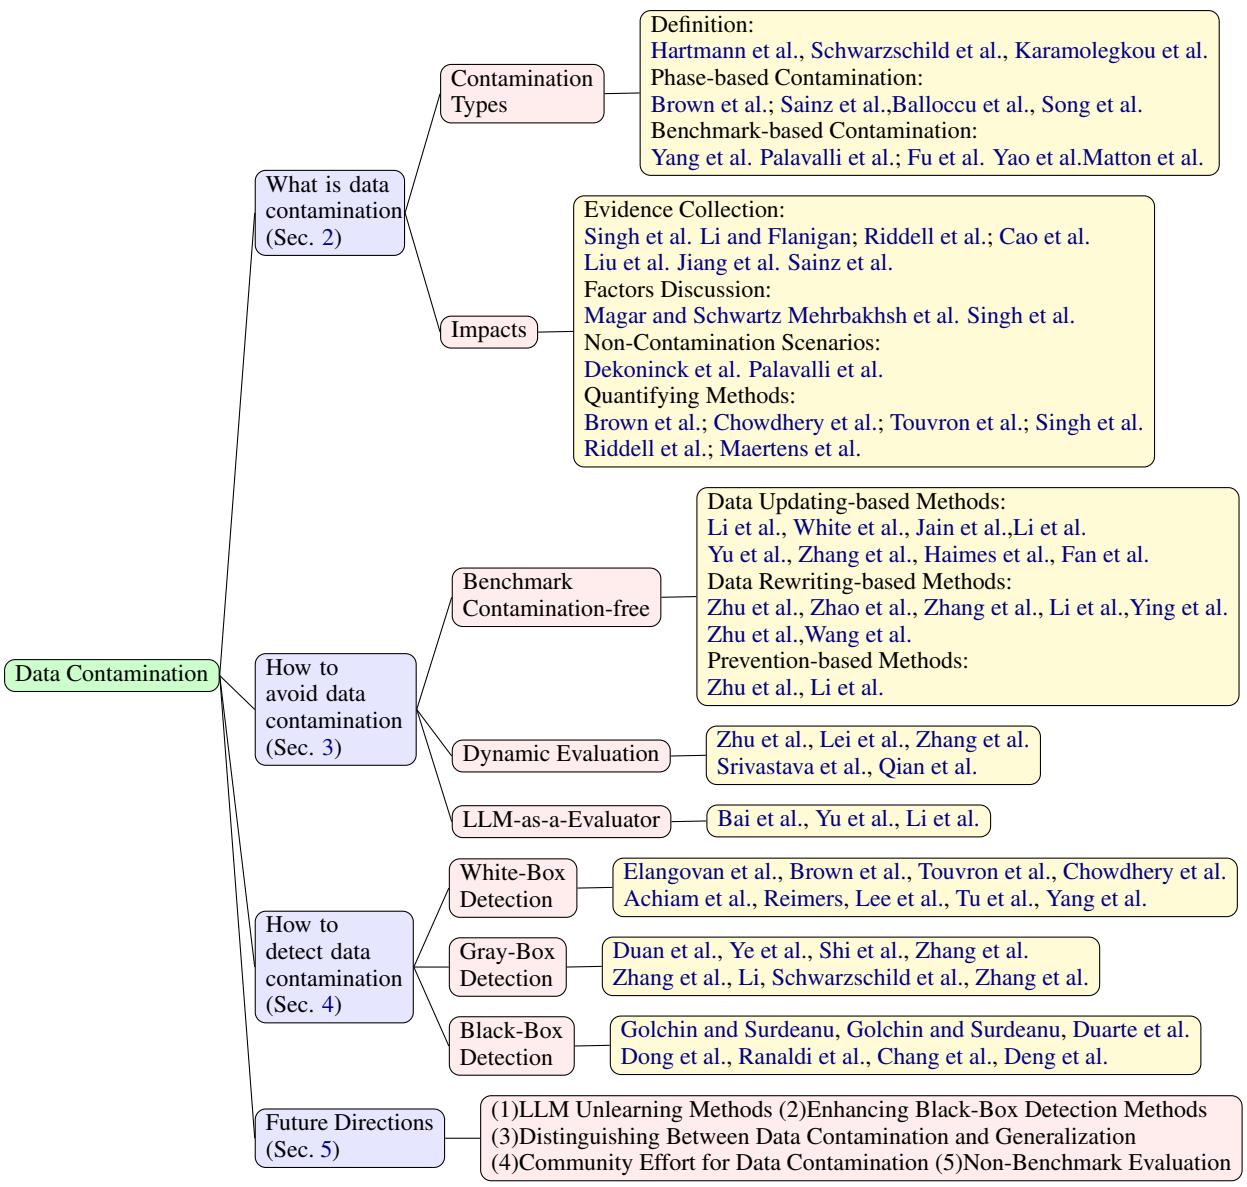 Definition:
Hartmann et al., Schwarzschild et al., Karamolegkou et al.
Phase-based Contamination:
Brown et al.; Sainz et al.,Balloccu et al., Song et al.
Benchmark-based Contamination:
Yang et al. Palavalli et al.; Fu et al. Yao et al.Matton et al.
Contamination
Types
What is data
contamination
(Sec. 2)
Evidence Collection:
Singh et al. Li and Flanigan; Riddell et al.; Cao et al.
Liu et al. Jiang et al. Sainz et al.
Factors Discussion:
Magar and Schwartz Mehrbakhsh et al. Singh et al.
Non-Contamination Scenarios:
Dekoninck et al. Palavalli et al.
Quantifying Methods:
Brown et al.; Chowdhery et al.; Touvron et al.; Singh et al.
Riddell et al.; Maertens et al.
Impacts
Data Updating-based Methods:
Li et al., White et al., Jain et al.,Li et al.
Yu et al., Zhang et al., Haimes et al., Fan et al.
Data Rewriting-based Methods:
Zhu et al., Zhao et al., Zhang et al., Li et al.,Ying et al.
Zhu et al.,Wang et al.
Prevention-based Methods:
Zhu et al., Li et al.
Benchmark
Contamination-free
Data Contamination
How to
avoid data
contamination
(Sec. 3)
Dynamic Evaluation
Zhu et al., Lei et al., Zhang et al.
Srivastava et al., Qian et al.
LLM-as-a-Evaluator
Bai et al., Yu et al., Li et al.
White-Box
Detection
Elangovan et al., Brown et al., Touvron et al., Chowdhery et al.
Achiam et al., Reimers, Lee et al., Tu et al., Yang et al.
How to
detect data
contamination
(Sec. 4)
Gray-Box
Detection
Duan et al., Ye et al., Shi et al., Zhang et al.
Zhang et al., Li, Schwarzschild et al., Zhang et al.
Black-Box
Detection
Golchin and Surdeanu, Golchin and Surdeanu, Duarte et al.
Dong et al., Ranaldi et al., Chang et al., Deng et al.
Future Directions
(Sec. 5)
(1)LLM Unlearning Methods (2)Enhancing Black-Box Detection Methods
(3)Distinguishing Between Data Contamination and Generalization
(4)Community Effort for Data Contamination (5)Non-Benchmark Evaluation